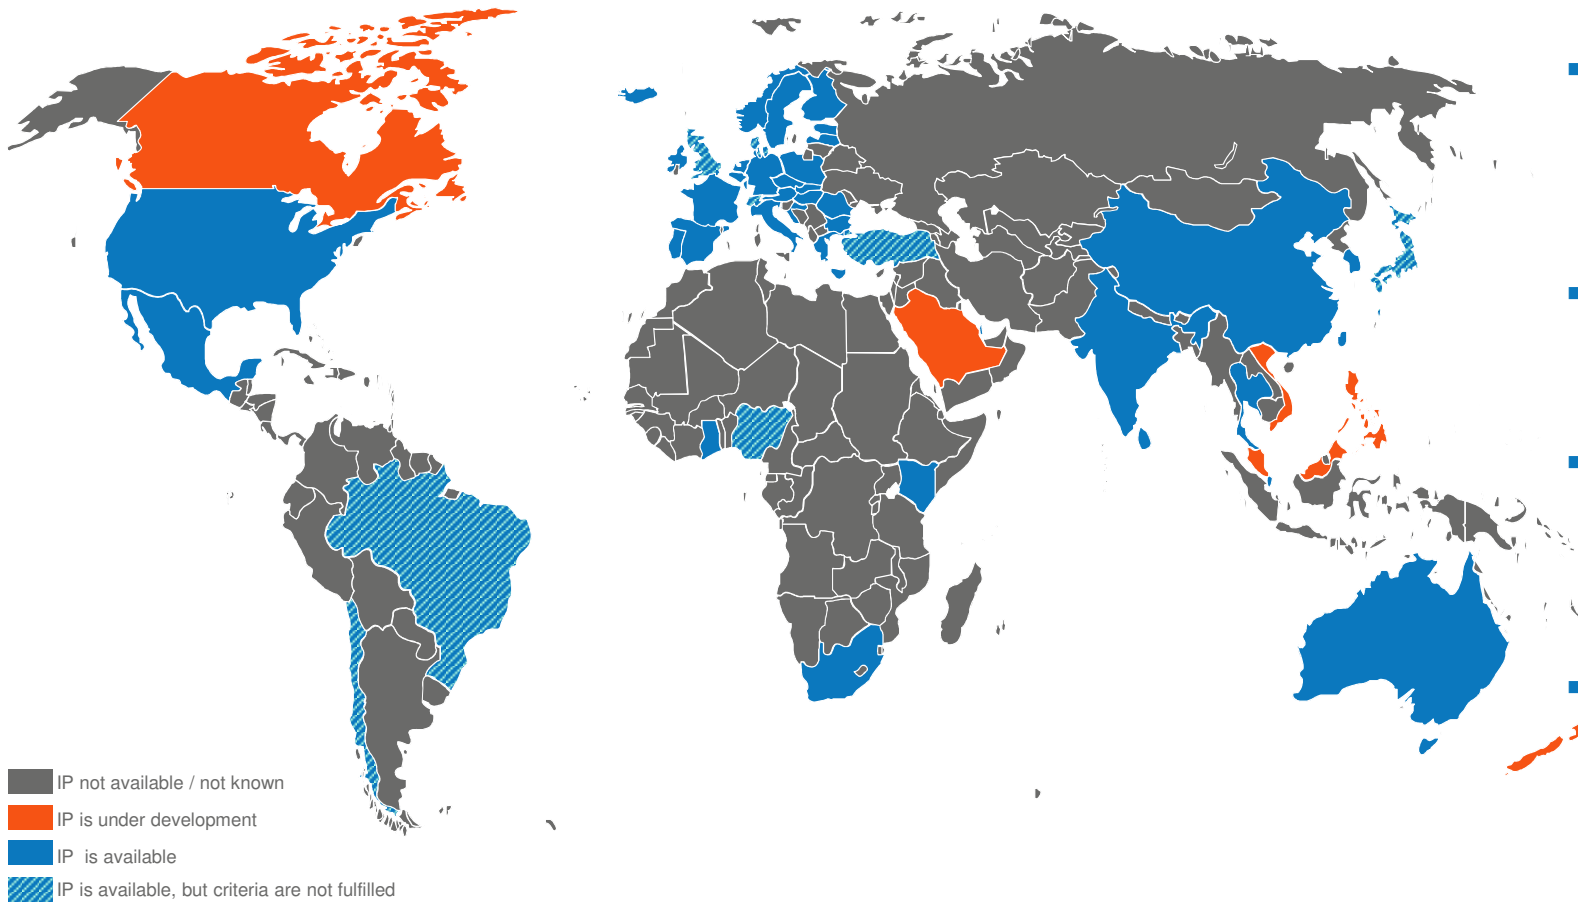 IP not available / not known
IP is under development
IP is available
IP is available, but criteria are not fulfilled